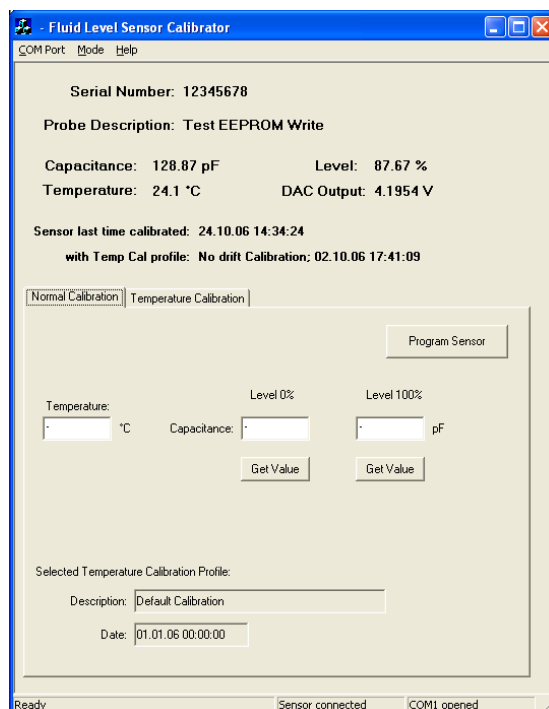 - Fluid Level Sensor Calibrator
COM Port Mode Help
Serial Number: 12345678
Probe Description: Test EEPROM Write
Capacitance: 128.87 pF Level: 87.67 %
Temperature: 24.1 °C DAC Output: 4.1954 V
Sensor last time calibrated: 24.10.06 14:34:24
with Temp Cal profile: No drift Calibration; 02.10.06 17:41:09
Normal Calibration Temperature Calibration
Program Sensor
Level 0% Level 100%
Temperature:
- °C Capacitance: - - pF
Get Value Get Value
Selected Temperature Calibration Profile:
Description: Default Calibration
Date: 01.01.06 00:00:00
Ready Sensor connected COM1 opened